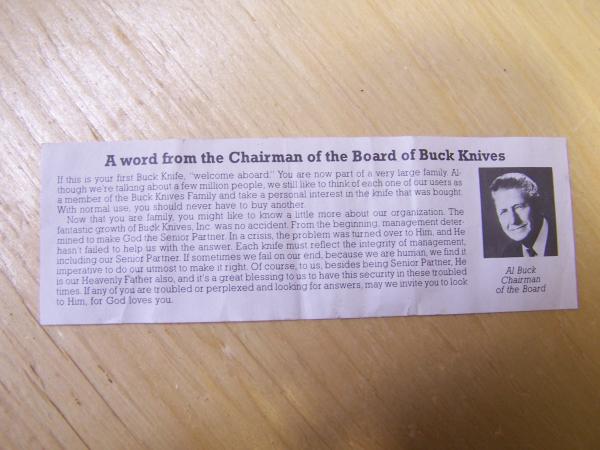 A word from the Chairman of the Board of Buck Knives
If this is your first Buck Knife, "welcome aboard." You are now part of a very large family. Al-
though we're talking about a few million people, we still like to think of each one of our users as
a member of the Buck Knives Family and take a personal interest in the knife that was bought.
With normal use, you should never have to buy another.
Now that you are family, you might like to know a little more about our organization. The
fantastic growth of Buck Knives, Inc. was no accident. From the beginning, management deter-
mined to make God the Senior Partner. In a crisis, the problem was turned over to Him, and He
hasn't failed to help us with the answer. Each knife must reflect the integrity of management,
including our Senior Partner. If sometimes we fail on our end, because we are human, we find it
imperative to do our utmost to make it right. Of course, to us, besides being Senior Partner, He
is our Heavenly Father also, and it's a great blessing to us to have this security in these troubled
times. If any of you are troubled or perplexed and looking for answers, may we invite you to look
to Him, for God loves you.
Al Buck
Chairman
of the Board